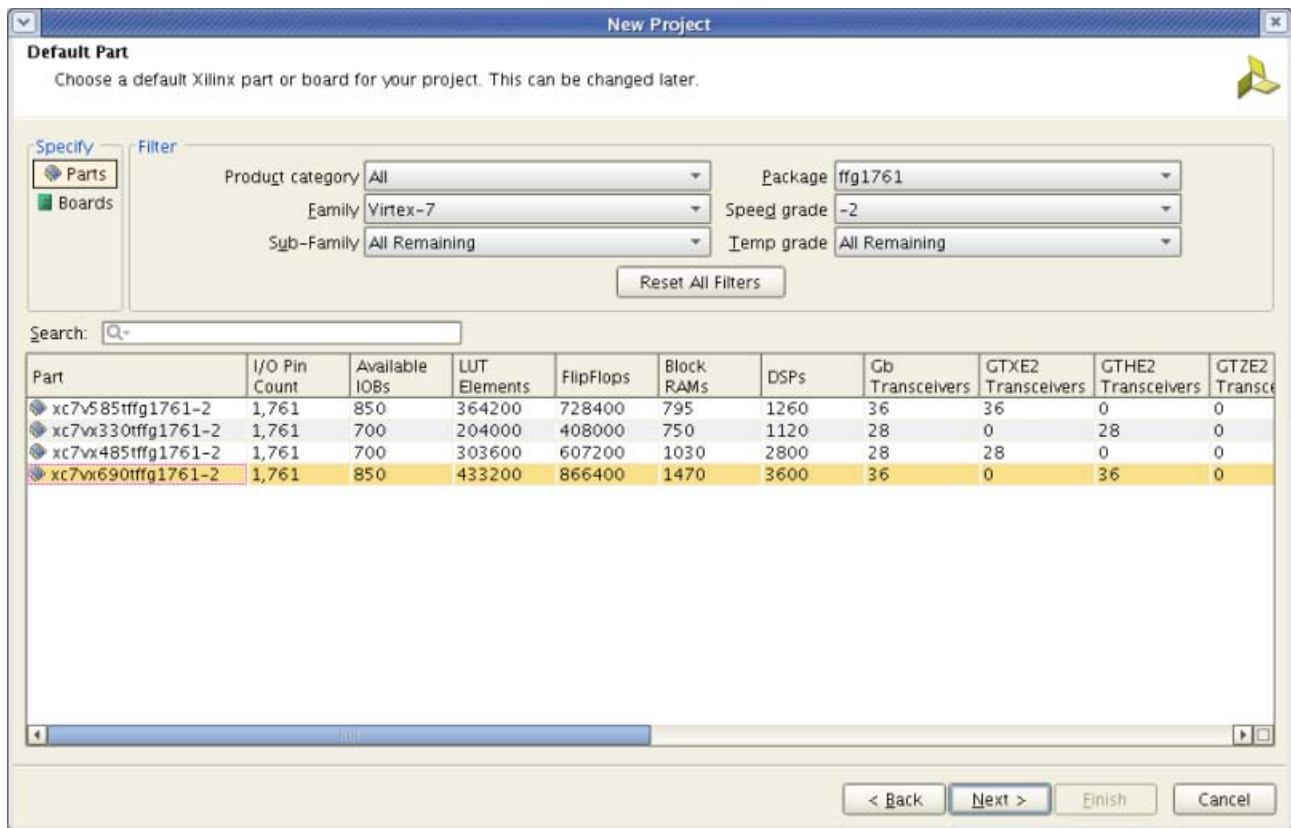 New Project
Default Part
Choose a default Xilinx part or board for your project. This can be changed later.
Specify Filter
Parts Product category All Package ffg1761
Boards Family Virtex-7 Speed grade -2
Sub-Family All Remaining Temp grade All Remaining
Reset All Filters
Search:
Part I/O Pin Count Available IOBs LUT Elements FlipFlops Block RAMs DSPs Gb Transceivers GTXE2 Transceivers GTHE2 Transceivers GTZE2 Transce
xc7v585tffg1761-2 1,761 850 364200 728400 795 1260 36 36 0 0
xc7vx330tffg1761-2 1,761 700 204000 408000 750 1120 28 0 28 0
xc7vx485tffg1761-2 1,761 700 303600 607200 1030 2800 28 28 0 0
xc7vx690tffg1761-2 1,761 850 433200 866400 1470 3600 36 0 36 0
< Back Next > Finish Cancel